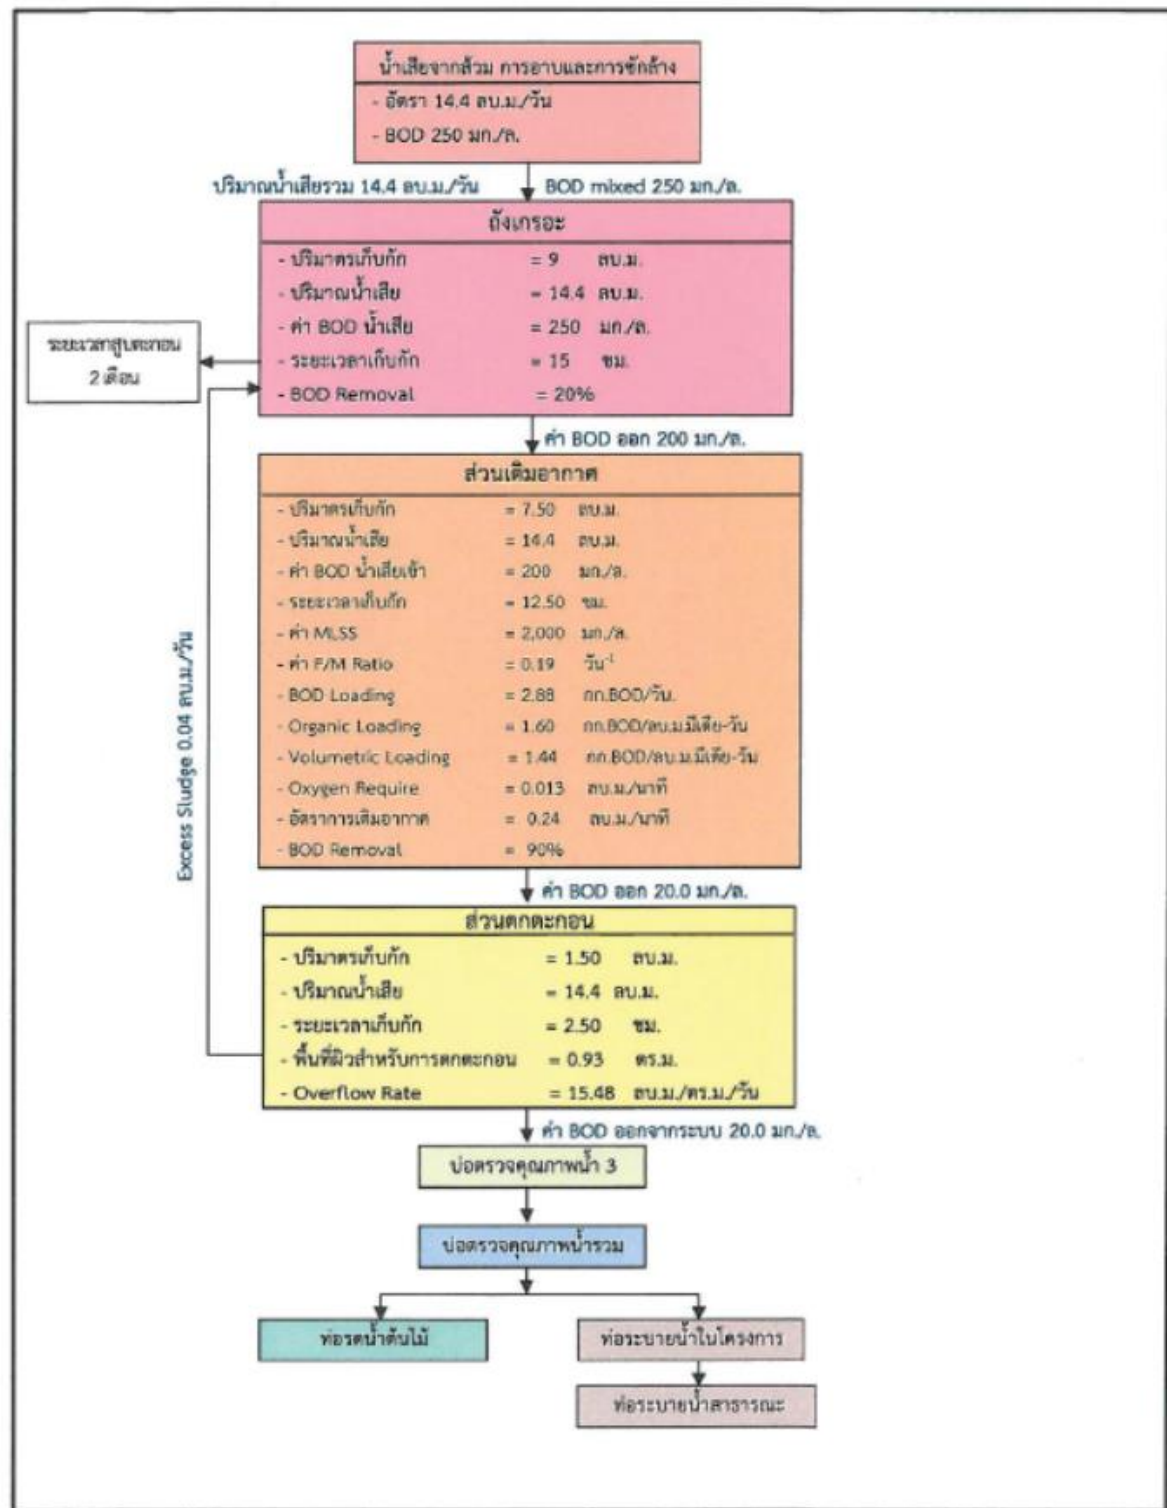 น้ำเสียจากส้วม การอาบและการซักล้าง
- อัตรา 14.4 ลบ.ม./วัน
- BOD 250 มก./ล.
ปริมาณน้ำเสียรวม 14.4 ลบ.ม./วัน BOD mixed 250 มก./ล.
ถังเกรอะ
- ปริมาตรเก็บกัก = 9 ลบ.ม.
- ปริมาณน้ำเสีย = 14.4 ลบ.ม.
- ค่า BOD น้ำเสีย = 250 มก./ล.
- ระยะเวลาเก็บกัก = 15 ชม.
- BOD Removal = 20%
ระยะเวลาสูบตะกอน
2 เดือน
ค่า BOD ออก 200 มก./ล.
ส่วนเติมอากาศ
- ปริมาตรเก็บกัก = 7.50 ลบ.ม.
- ปริมาณน้ำเสีย = 14.4 ลบ.ม.
- ค่า BOD น้ำเสียเข้า = 200 มก./ล.
- ระยะเวลาเก็บกัก = 12.50 ชม.
- ค่า MLSS = 2,000 มก./ล.
- ค่า F/M Ratio = 0.19 วัน⁻¹
- BOD Loading = 2.88 กก.BOD/วัน.
- Organic Loading = 1.60 กก.BOD/ลบ.ม.มีเดีย-วัน
- Volumetric Loading = 1.44 กก.BOD/ลบ.ม.มีเดีย-วัน
- Oxygen Require = 0.013 ลบ.ม./นาที
- อัตราการเติมอากาศ = 0.24 ลบ.ม./นาที
- BOD Removal = 90%
Excess Sludge 0.04 ลบ.ม./วัน
ค่า BOD ออก 20.0 มก./ล.
ส่วนตกตะกอน
- ปริมาตรเก็บกัก = 1.50 ลบ.ม.
- ปริมาณน้ำเสีย = 14.4 ลบ.ม.
- ระยะเวลาเก็บกัก = 2.50 ชม.
- พื้นที่ผิวสำหรับการตกตะกอน = 0.93 ตร.ม.
- Overflow Rate = 15.48 ลบ.ม./ตร.ม./วัน
ค่า BOD ออกจากระบบ 20.0 มก./ล.
บ่อตรวจคุณภาพน้ำ 3
บ่อตรวจคุณภาพน้ำรวม
ท่อรดน้ำต้นไม้ ท่อระบายน้ำในโครงการ
ท่อระบายน้ำสาธารณะ